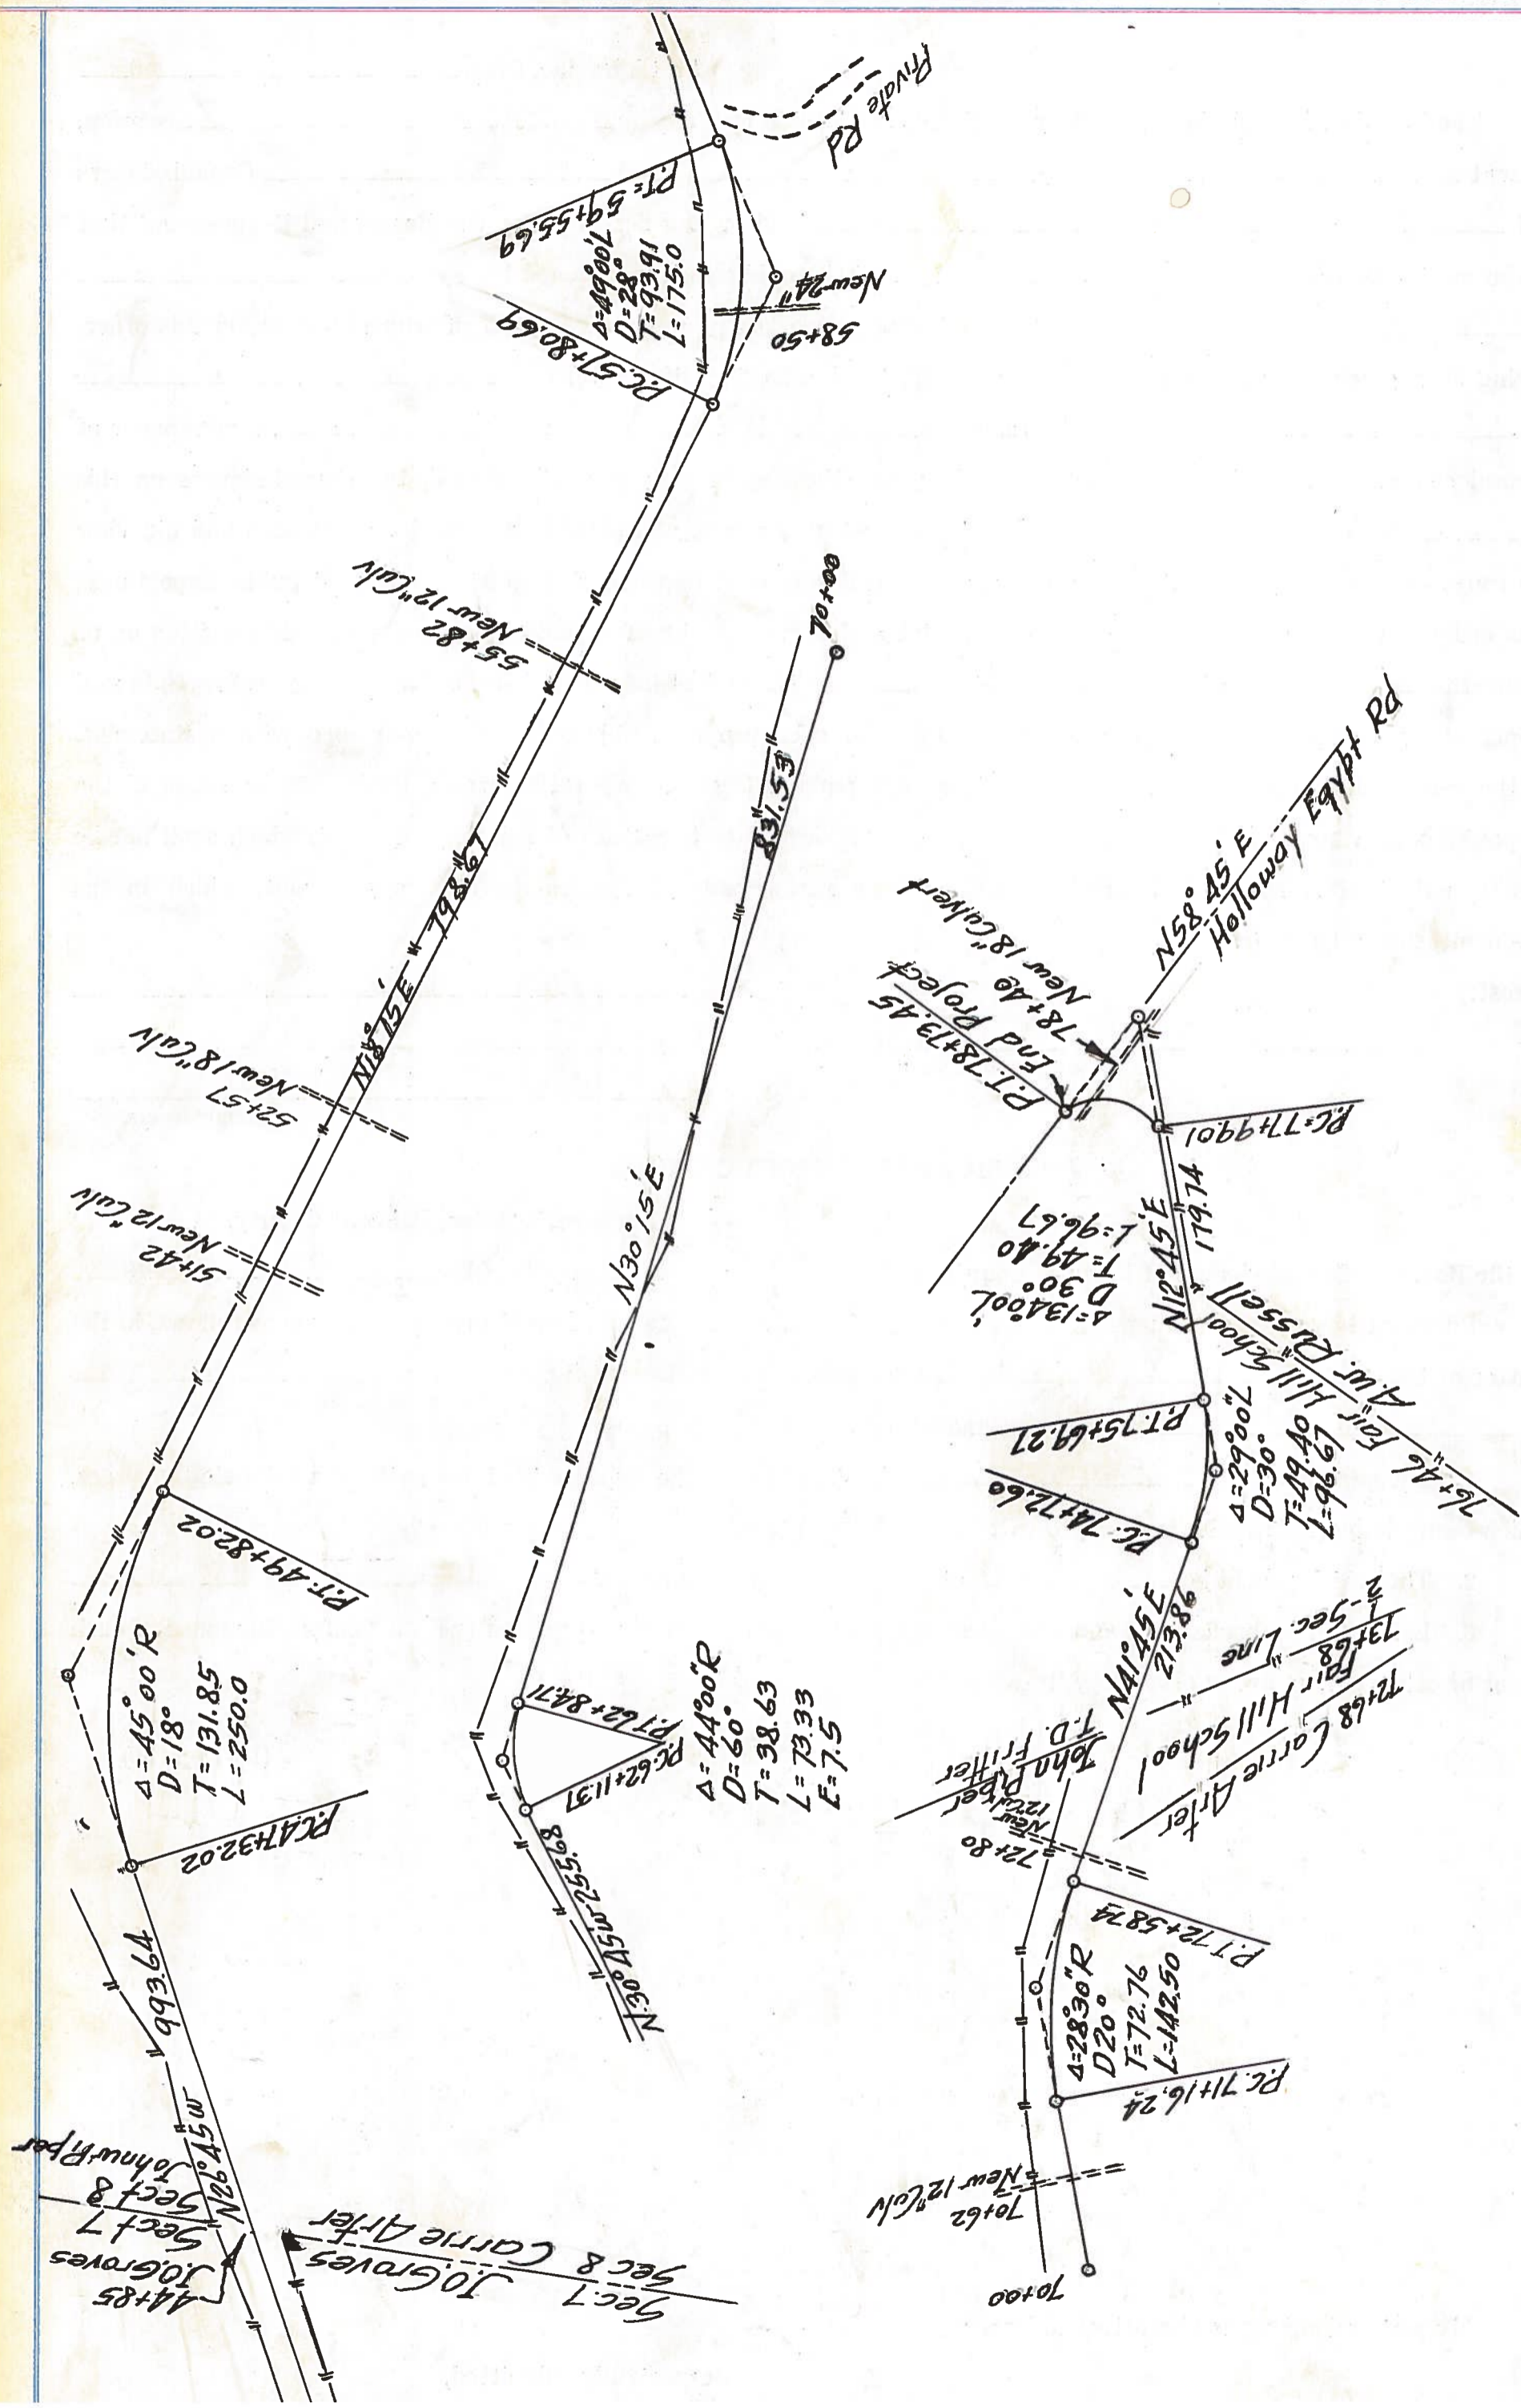 Private Rd
P.T.= 59+55.69
Δ=49°00'L
D=28°
T=93.91
L=175.0
P.C. 57+80.69
New 24"
58+50
55+82
New 12" Culv
N18°15'E 798.67
52+57
New 18" Culv
51+42
New 12" Culv
P.T. 49+82.02
Δ=45°00'R
D=18°
T=131.85
L=250.0
P.C. 47+32.02
993.64
N26°45'W
Sect 8
John W Piper
Sect 7
J.O. Groves
44+85
J.O. Groves
Carrie Arter
Sec. 7
Sec 8
70+00
831.53
N30°15'E
P.T. 62+84.71
P.C. 62+11.37
Δ=44°00"R
D=60°
T=38.63
L=73.33
E=7.5
N30°45'W 255.68
N58°45'E
Holloway Egybt Rd
New 18" Culvert
78+40
End Project
P.T. 78+73.45
P.C.=77+99.01
Δ=134°00'L
D 30°
T=49.40
L=96.67
N12°45'E
179.74
A.W. Russell
76+46 Fair Hill School
P.T. 75+69.27
Δ=29°00"L
D=30°
T=49.40
L=96.67
P.C. 74+72.60
N41°45'E
213.86
1/2-Sec. Line
73+68
Fair Hill School
72+68 Carrie Arter
T.D. Fritter
John Piper
New
12" Culv
72+80
P.T. 72+58.74
Δ=28°30"R
D20°
T=72.76
L=142.50
P.C. 71+16.24
New 12" Culv
70+62
70+00